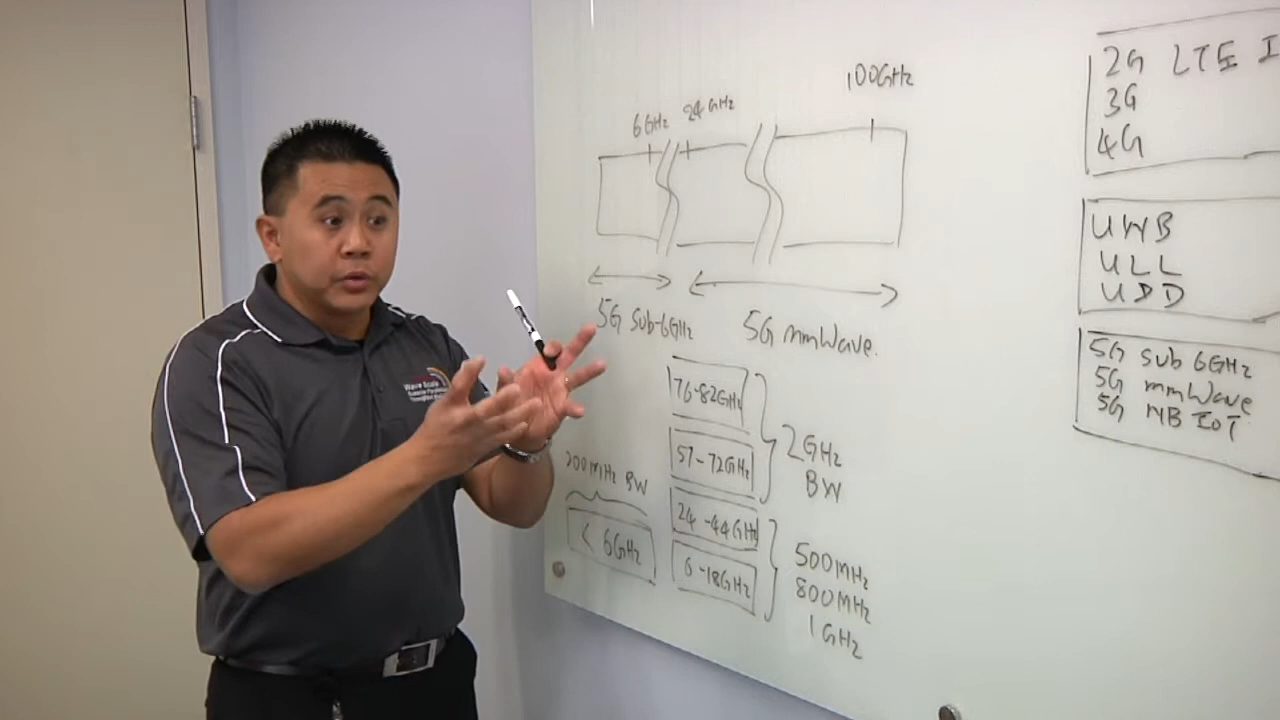 100GHz
6GHz
24GHz
5G Sub-6GHz
5G mmWave.
76-82GHz
57-72GHz
2GHz
BW
200MHz BW
< 6GHz
24-44GHz
6-18GHz
500MHz
800MHz
1GHz
2G LTE I
3G
4G
UWB
ULL
UDD
5G Sub 6GHz
5G mmWave
5G NB IoT
Wave Scale